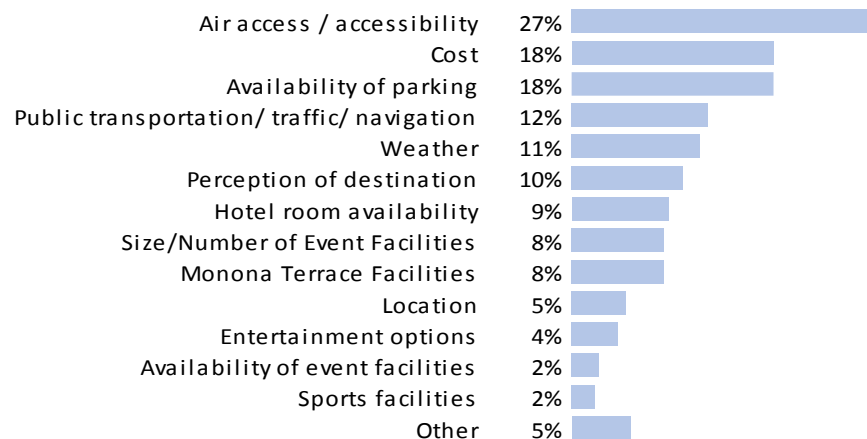 Air access / accessibility 27%
Cost 18%
Availability of parking 18%
Public transportation/ traffic/ navigation 12%
Weather 11%
Perception of destination 10%
Hotel room availability 9%
Size/Number of Event Facilities 8%
Monona Terrace Facilities 8%
Location 5%
Entertainment options 4%
Availability of event facilities 2%
Sports facilities 2%
Other 5%